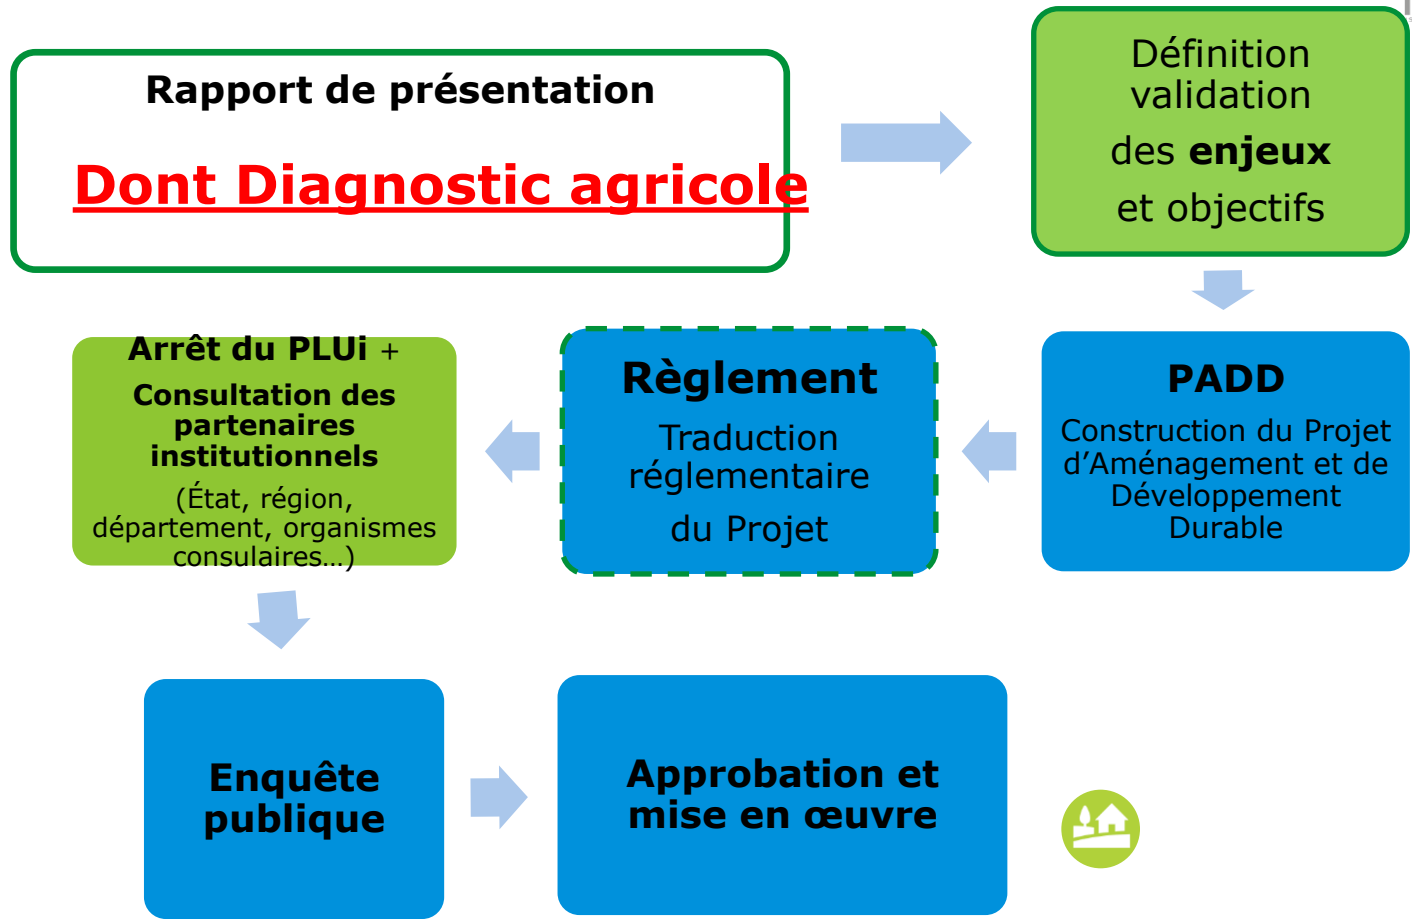 Rapport de présentation
Dont Diagnostic agricole
Définition
validation
des enjeux
et objectifs
PADD
Construction du Projet
d’Aménagement et de
Développement
Durable
Règlement
Traduction
réglementaire
du Projet
Arrêt du PLUi +
Consultation des
partenaires
institutionnels
(État, région,
département, organismes
consulaires…)
Enquête
publique
Approbation et
mise en œuvre